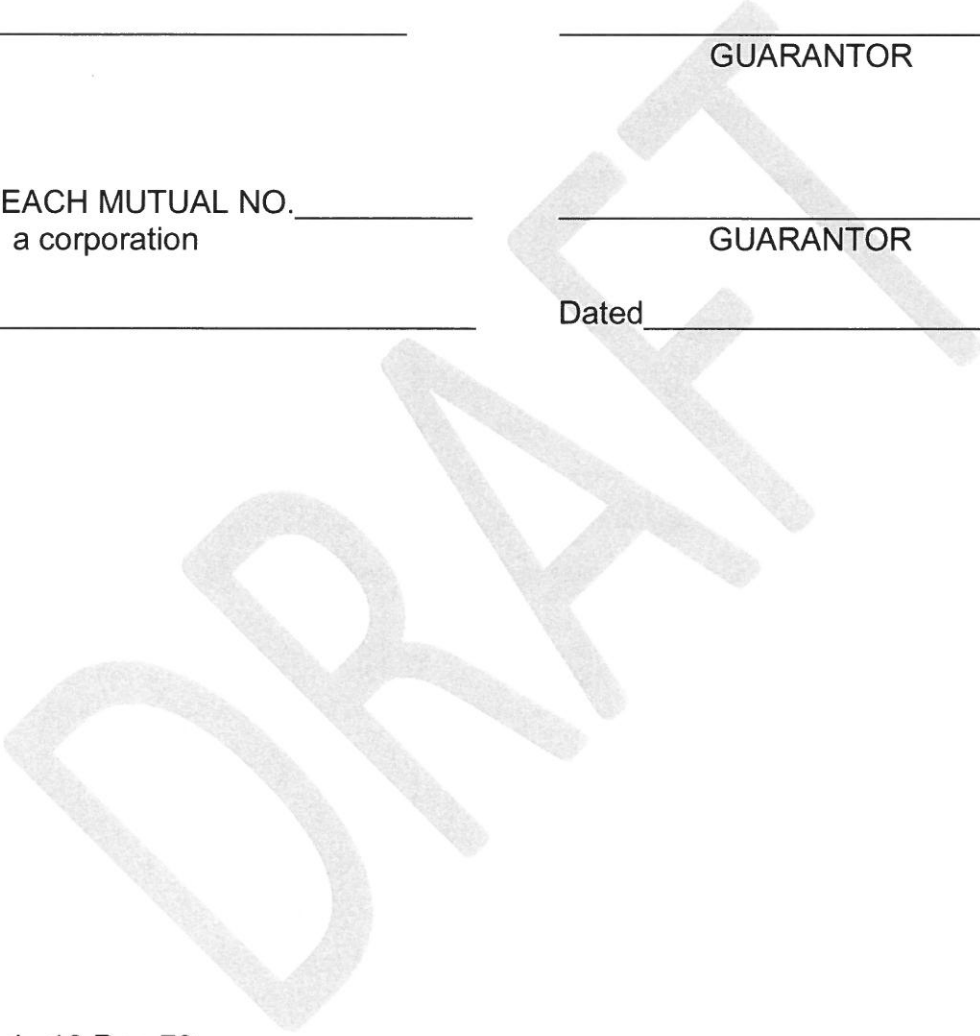 GUARANTOR
EACH MUTUAL NO.
a corporation
GUARANTOR
Dated
DRAFT